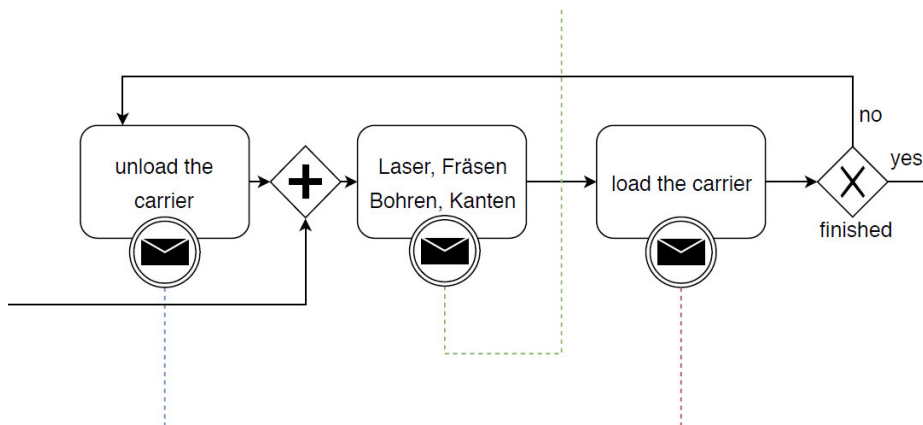 unload the
carrier
Laser, Fräsen
Bohren, Kanten
load the carrier
no
yes
X
finished